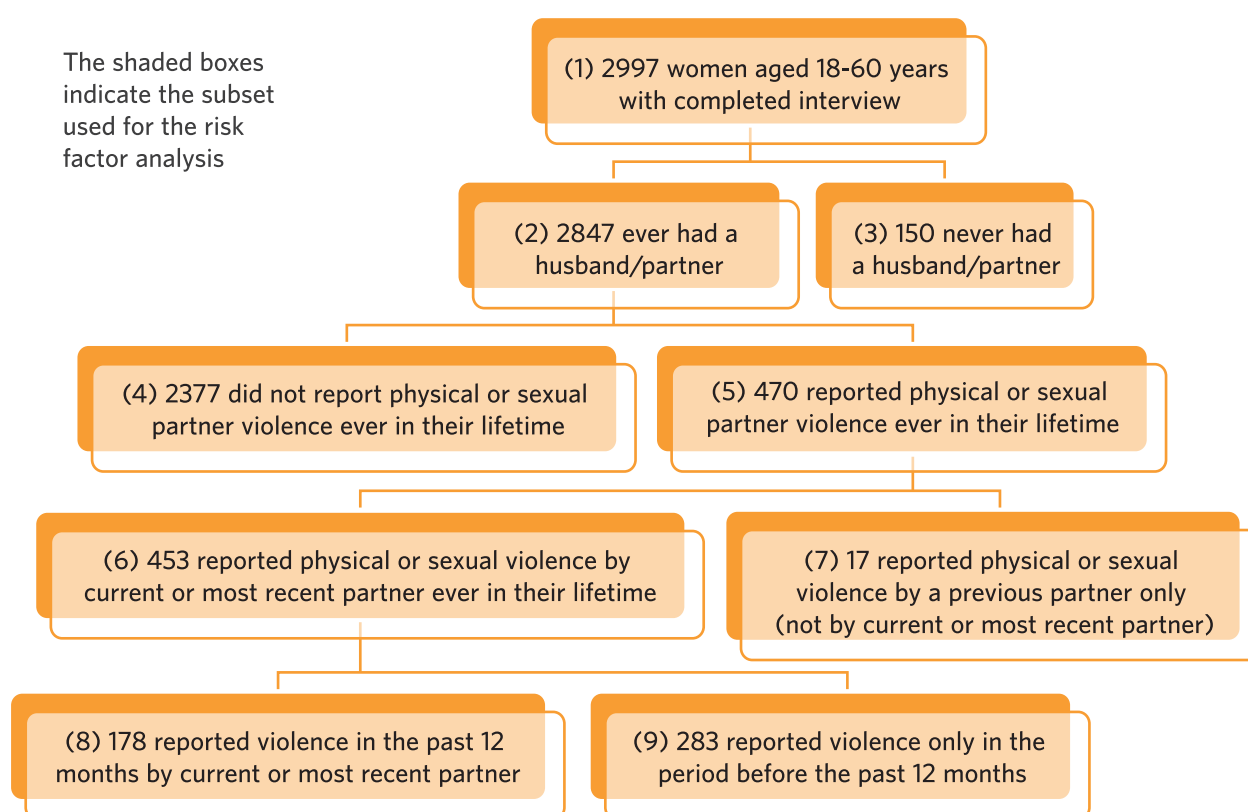 The shaded boxes
indicate the subset
used for the risk
factor analysis
(1) 2997 women aged 18-60 years
with completed interview
(2) 2847 ever had a
husband/partner
(3) 150 never had
a husband/partner
(4) 2377 did not report physical or sexual
partner violence ever in their lifetime
(5) 470 reported physical or sexual
partner violence ever in their lifetime
(6) 453 reported physical or sexual violence by
current or most recent partner ever in their lifetime
(7) 17 reported physical or sexual
violence by a previous partner only
(not by current or most recent partner)
(8) 178 reported violence in the past 12
months by current or most recent partner
(9) 283 reported violence only in the
period before the past 12 months